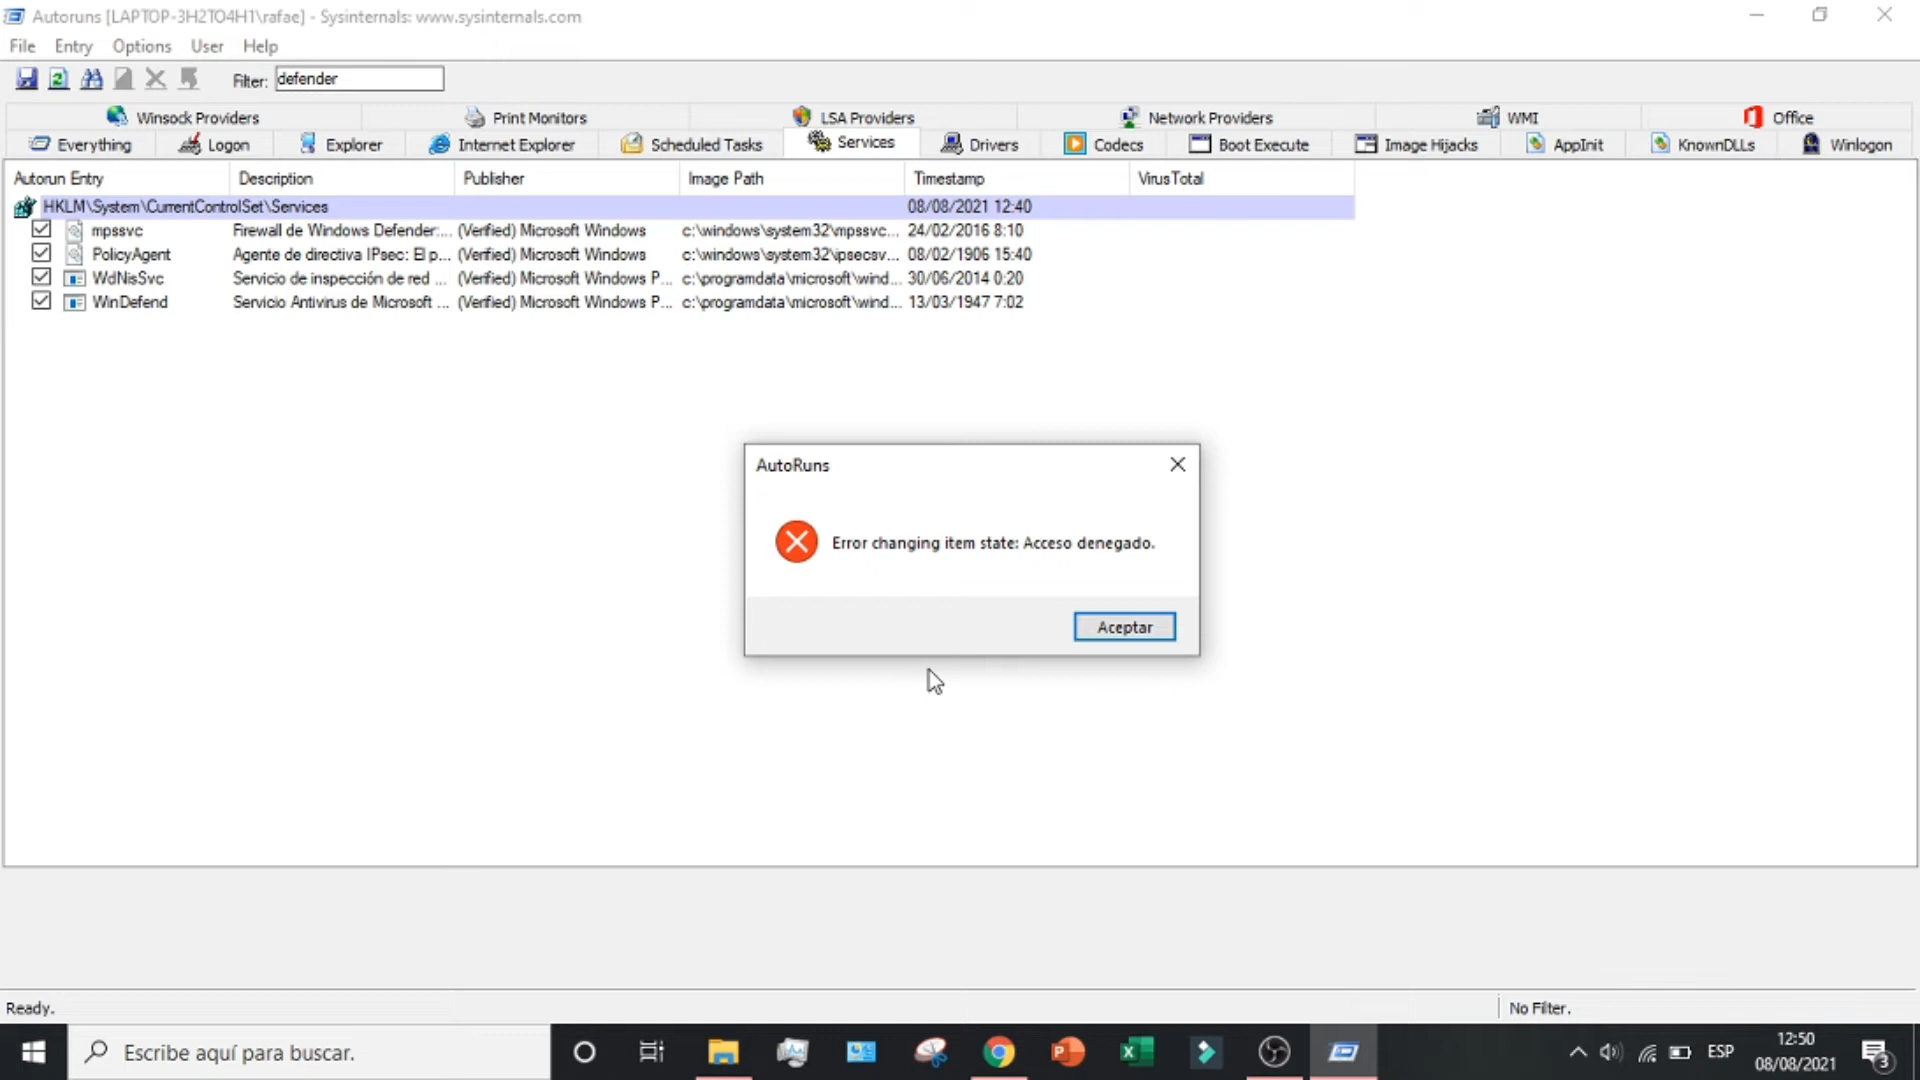 Autoruns [LAPTOP-3H2TO4H1\rafae] - Sysinternals: www.sysinternals.com
File Entry Options User Help
Filter: defender
Winsock Providers Print Monitors LSA Providers Network Providers WMI Office
Everything Logon Explorer Internet Explorer Scheduled Tasks Services Drivers Codecs Boot Execute Image Hijacks AppInit KnownDLLs Winlogon
Autorun Entry Description Publisher Image Path Timestamp VirusTotal
HKLM\System\CurrentControlSet\Services 08/08/2021 12:40
mpssvc Firewall de Windows Defender:... (Verified) Microsoft Windows c:\windows\system32\mpssvc... 24/02/2016 8:10
PolicyAgent Agente de directiva IPsec: El p... (Verified) Microsoft Windows c:\windows\system32\ipsecsv... 08/02/1906 15:40
WdNisSvc Servicio de inspección de red ... (Verified) Microsoft Windows P... c:\programdata\microsoft\wind... 30/06/2014 0:20
WinDefend Servicio Antivirus de Microsoft ... (Verified) Microsoft Windows P... c:\programdata\microsoft\wind... 13/03/1947 7:02
AutoRuns
Error changing item state: Acceso denegado.
Aceptar
Ready. No Filter.
Escribe aquí para buscar. ESP 12:50
08/08/2021 3